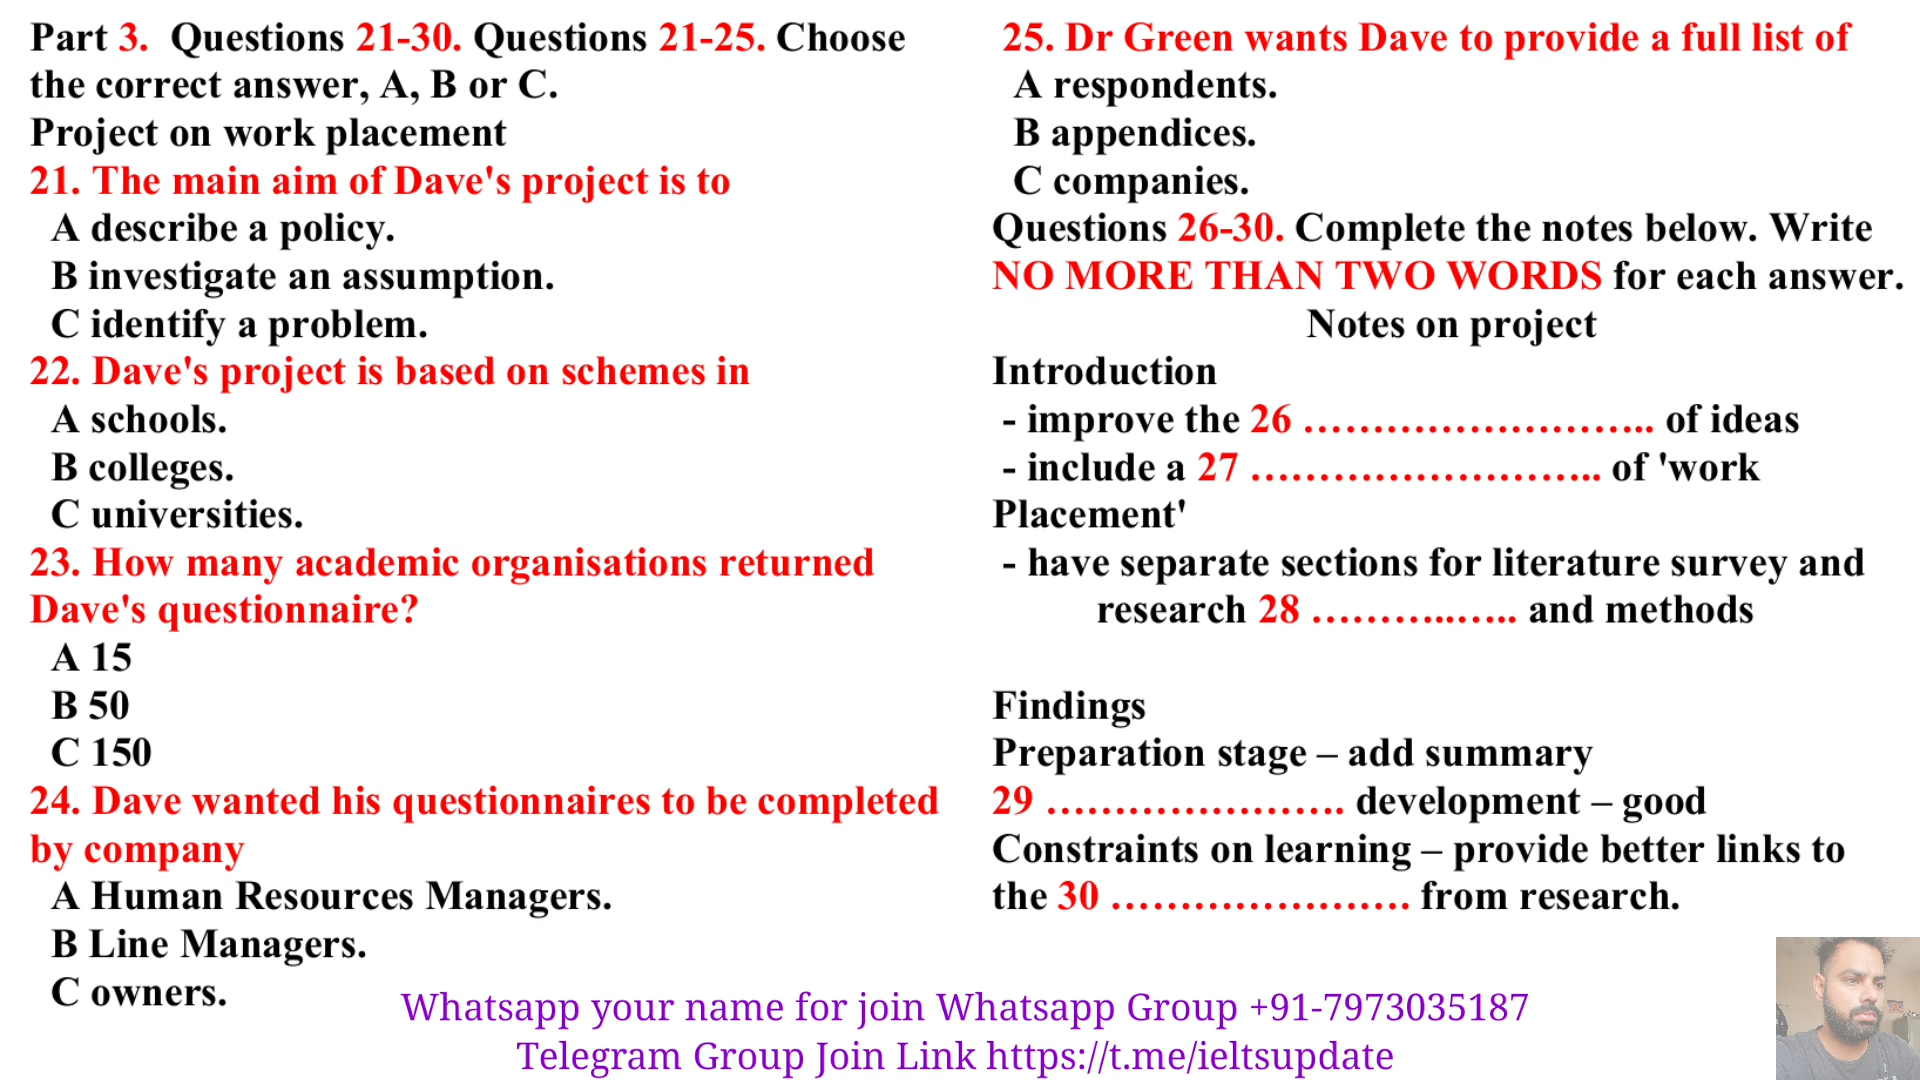 Part 3.  Questions 21-30. Questions 21-25. Choose
the correct answer, A, B or C.
Project on work placement
21. The main aim of Dave's project is to
A describe a policy.
B investigate an assumption.
C identify a problem.
22. Dave's project is based on schemes in
A schools.
B colleges.
C universities.
23. How many academic organisations returned
Dave's questionnaire?
A 15
B 50
C 150
24. Dave wanted his questionnaires to be completed
by company
A Human Resources Managers.
B Line Managers.
C owners.
25. Dr Green wants Dave to provide a full list of
A respondents.
B appendices.
C companies.
Questions 26-30. Complete the notes below. Write
NO MORE THAN TWO WORDS for each answer.
Notes on project
Introduction
- improve the 26 …………………….. of ideas
- include a 27 …………………….. of 'work
Placement'
- have separate sections for literature survey and
research 28 ………..….. and methods
Findings
Preparation stage – add summary
29 …………………. development – good
Constraints on learning – provide better links to
the 30 …………………. from research.
Whatsapp your name for join Whatsapp Group +91-7973035187
Telegram Group Join Link https://t.me/ieltsupdate